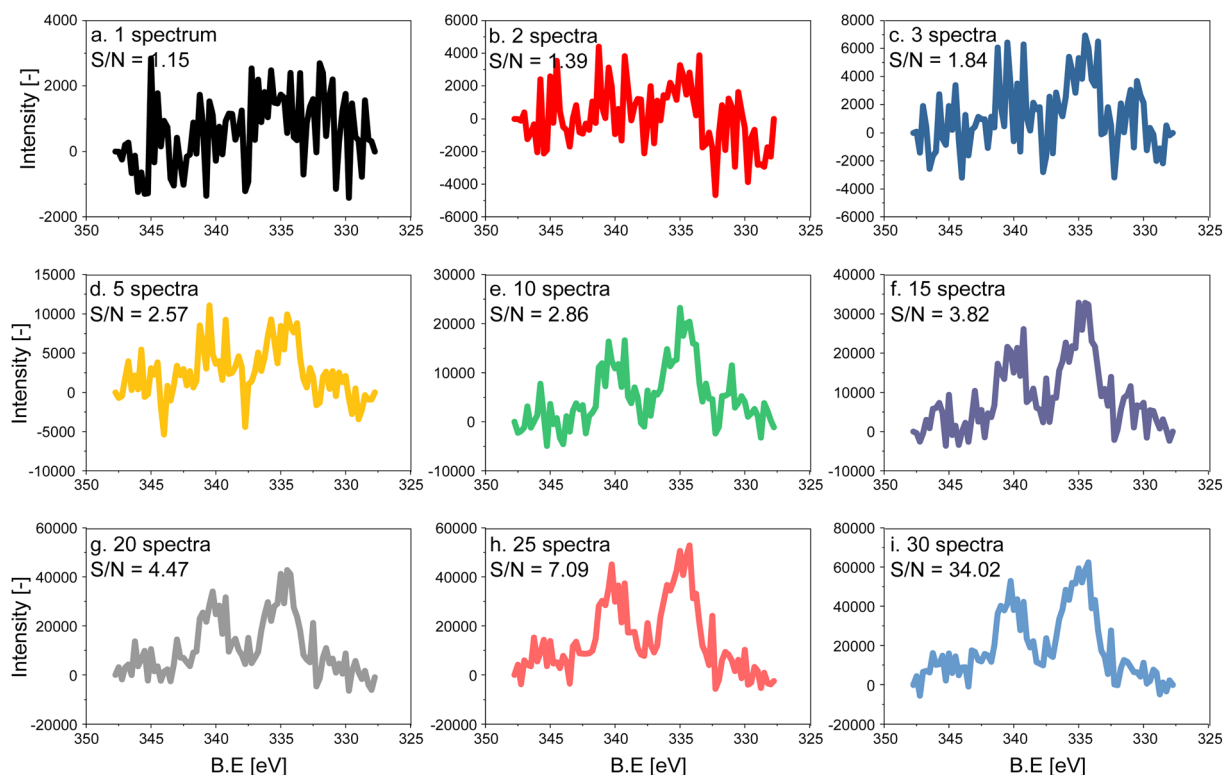 a. 1 spectrum
S/N = 1.15
b. 2 spectra
S/N = 1.39
c. 3 spectra
S/N = 1.84
Intensity [-]
4000
2000
0
-2000
350 345 340 335 330 325
6000
4000
2000
0
-2000
-4000
-6000
350 345 340 335 330 325
8000
6000
4000
2000
0
-2000
-4000
-6000
350 345 340 335 330 325
d. 5 spectra
S/N = 2.57
e. 10 spectra
S/N = 2.86
f. 15 spectra
S/N = 3.82
Intensity [-]
15000
10000
5000
0
-5000
-10000
350 345 340 335 330 325
30000
20000
10000
0
-10000
350 345 340 335 330 325
40000
30000
20000
10000
0
-10000
350 345 340 335 330 325
g. 20 spectra
S/N = 4.47
h. 25 spectra
S/N = 7.09
i. 30 spectra
S/N = 34.02
Intensity [-]
60000
40000
20000
0
-20000
350 345 340 335 330 325
60000
40000
20000
0
-20000
350 345 340 335 330 325
80000
60000
40000
20000
0
-20000
350 345 340 335 330 325
B.E [eV]
B.E [eV]
B.E [eV]